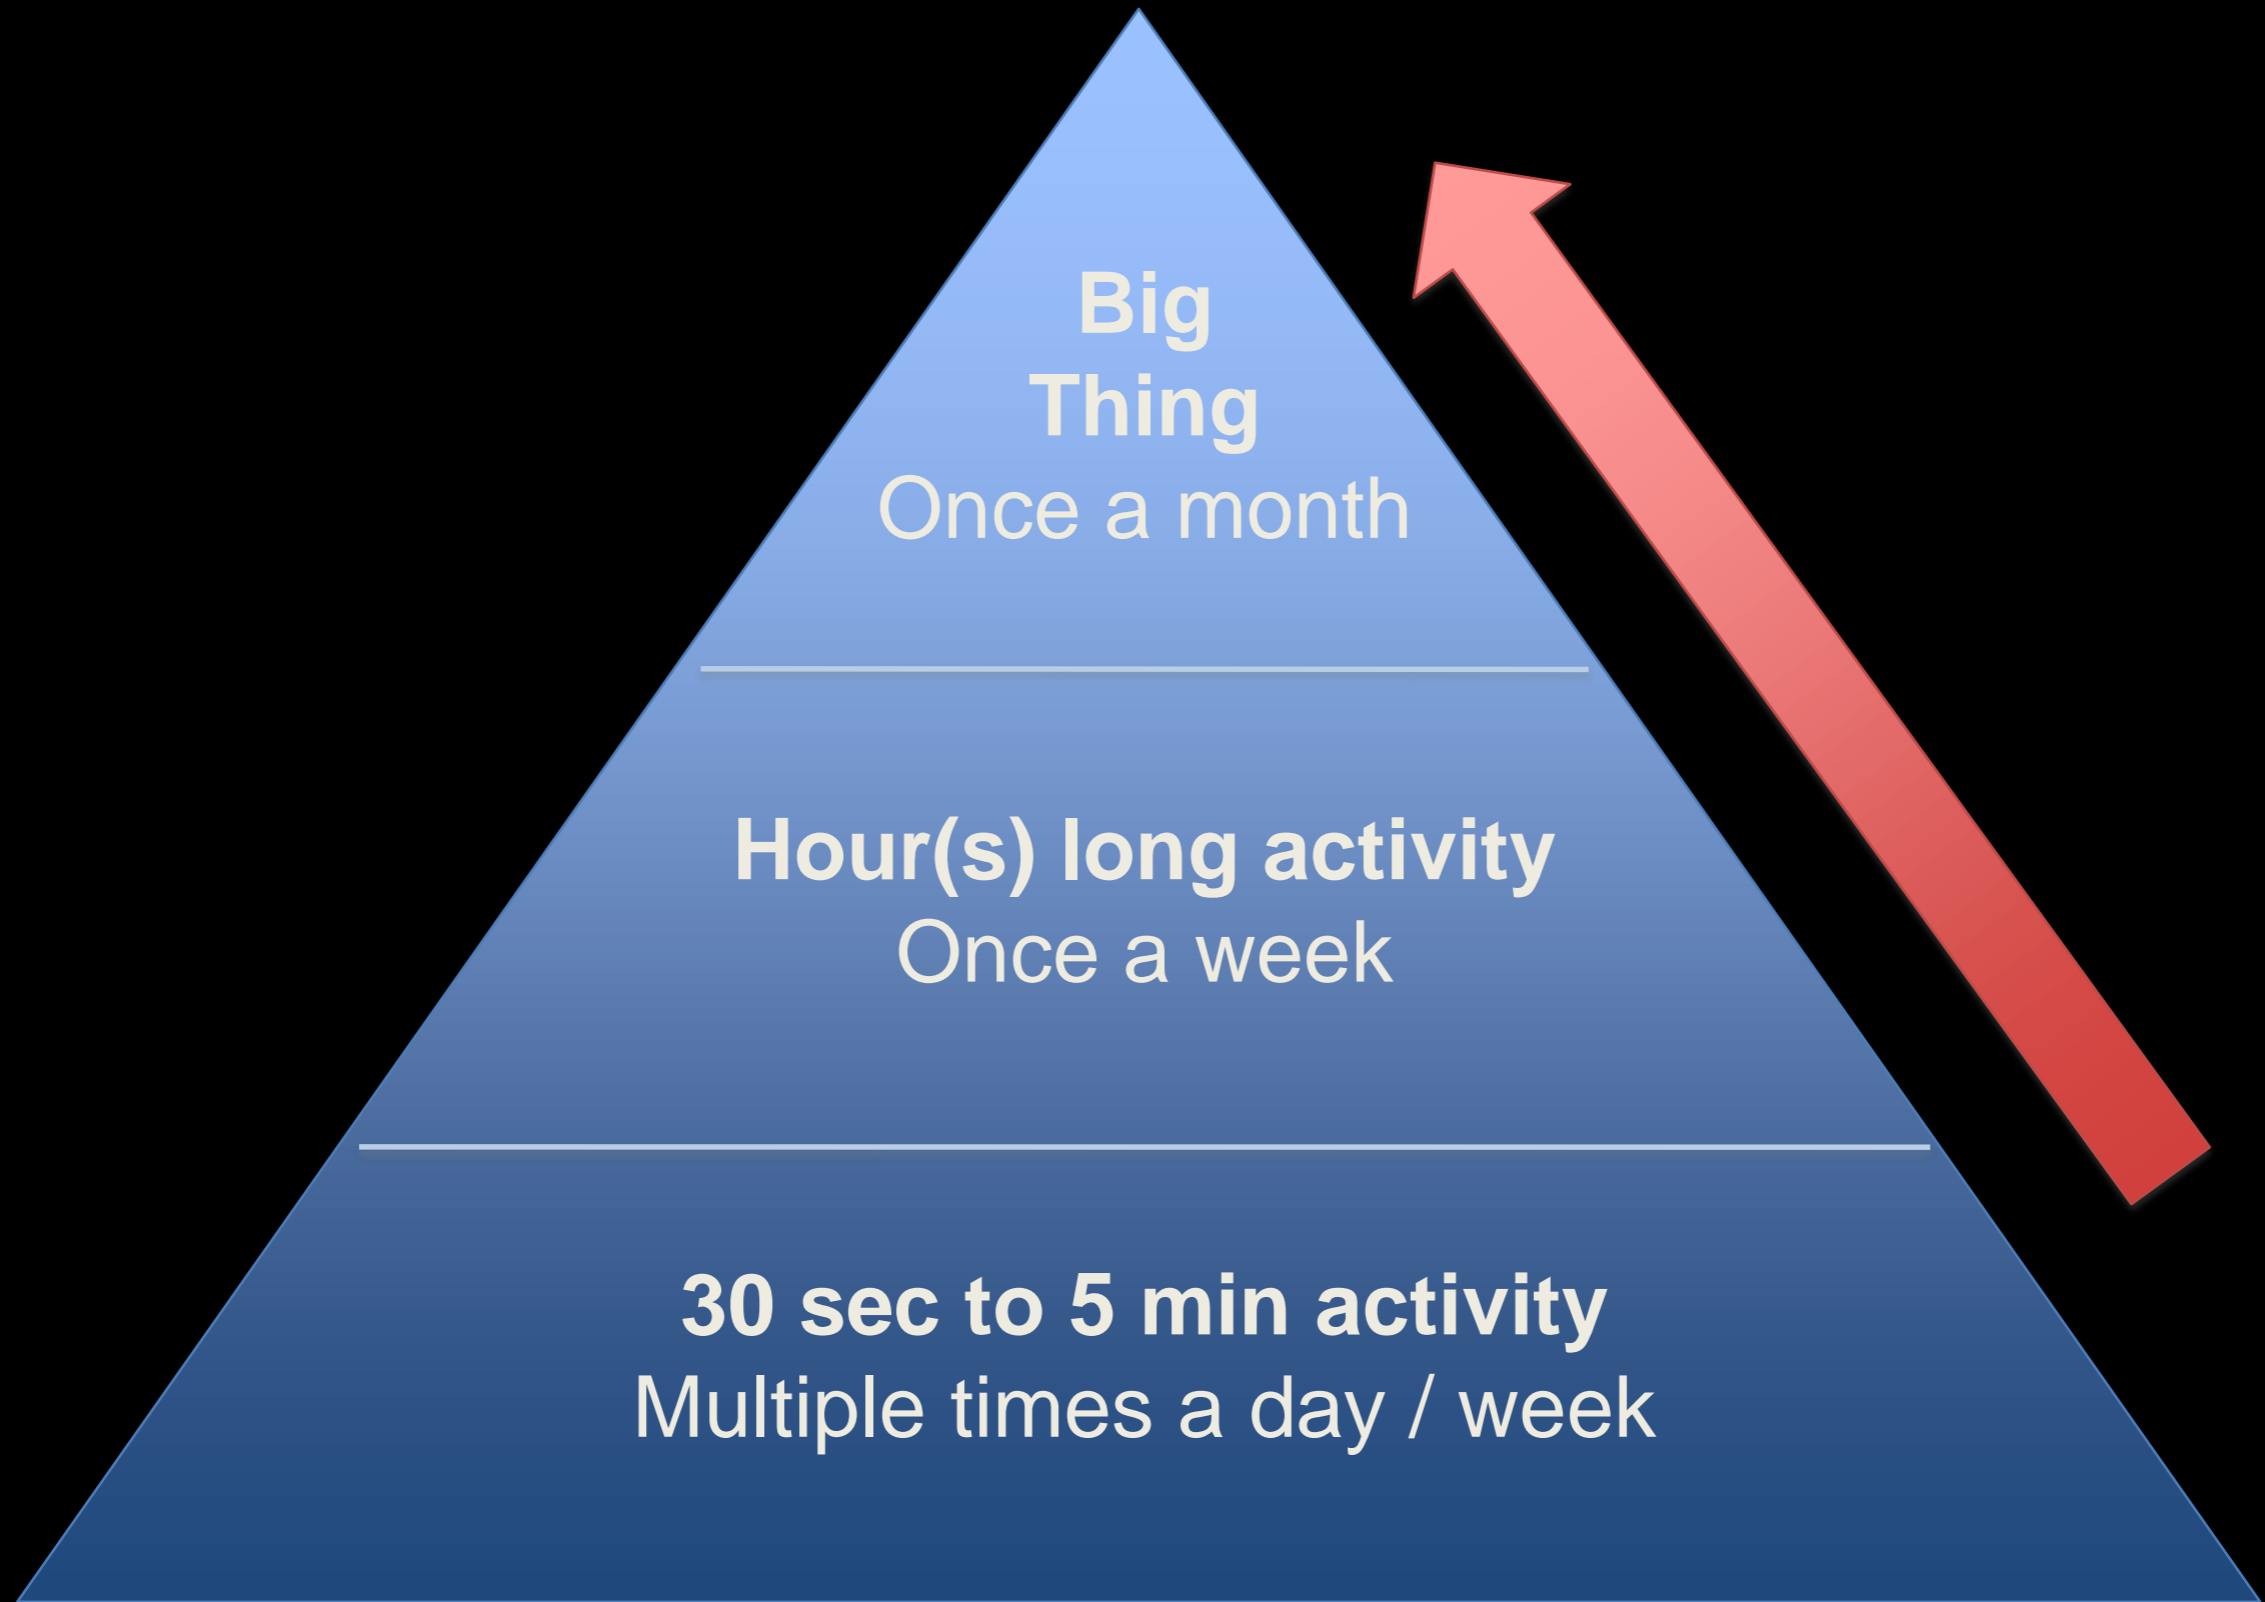 Big
Thing
Once a month
Hour(s) long activity
Once a week
30 sec to 5 min activity
Multiple times a day / week